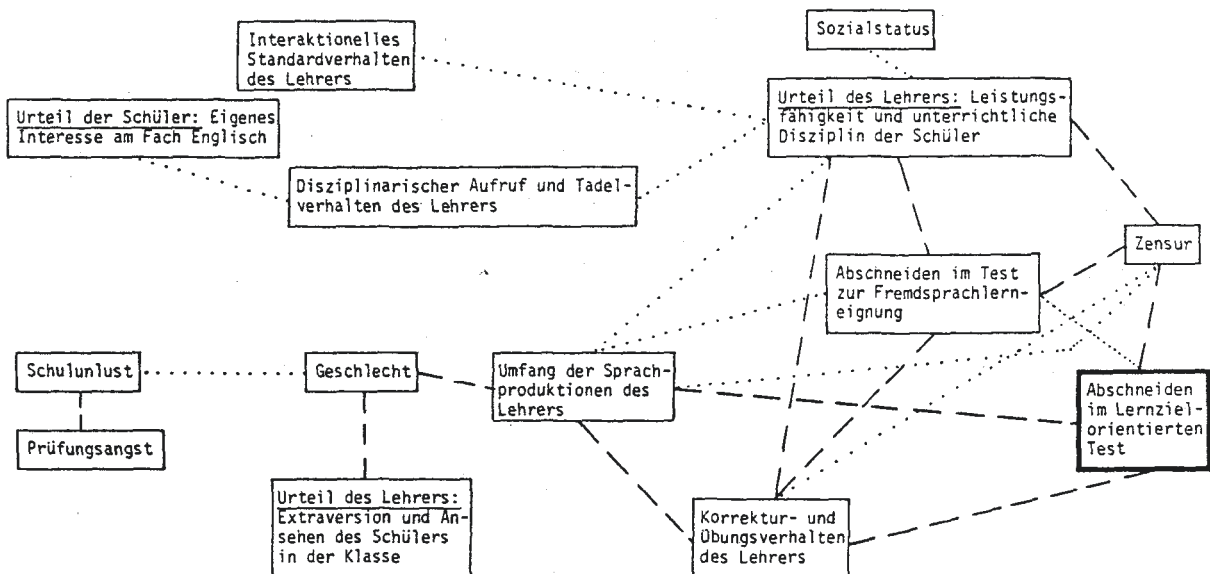 Sozialstatus
Interaktionelles
Standardverhalten
des Lehrers
Urteil des Lehrers: Leistungs-
fähigkeit und unterrichtliche
Disziplin der Schüler
Urteil der Schüler: Eigenes
Interesse am Fach Englisch
Disziplinarischer Aufruf und Tadel-
verhalten des Lehrers
Zensur
Abschneiden im Test
zur Fremdsprachlern-
eignung
Schulunlust
Geschlecht
Umfang der Sprach-
produktionen des
Lehrers
Abschneiden
im Lernziel-
orientierten
Test
Prüfungsangst
Urteil des Lehrers:
Extraversion und An-
sehen des Schülers
in der Klasse
Korrektur- und
Übungsverhalten
des Lehrers